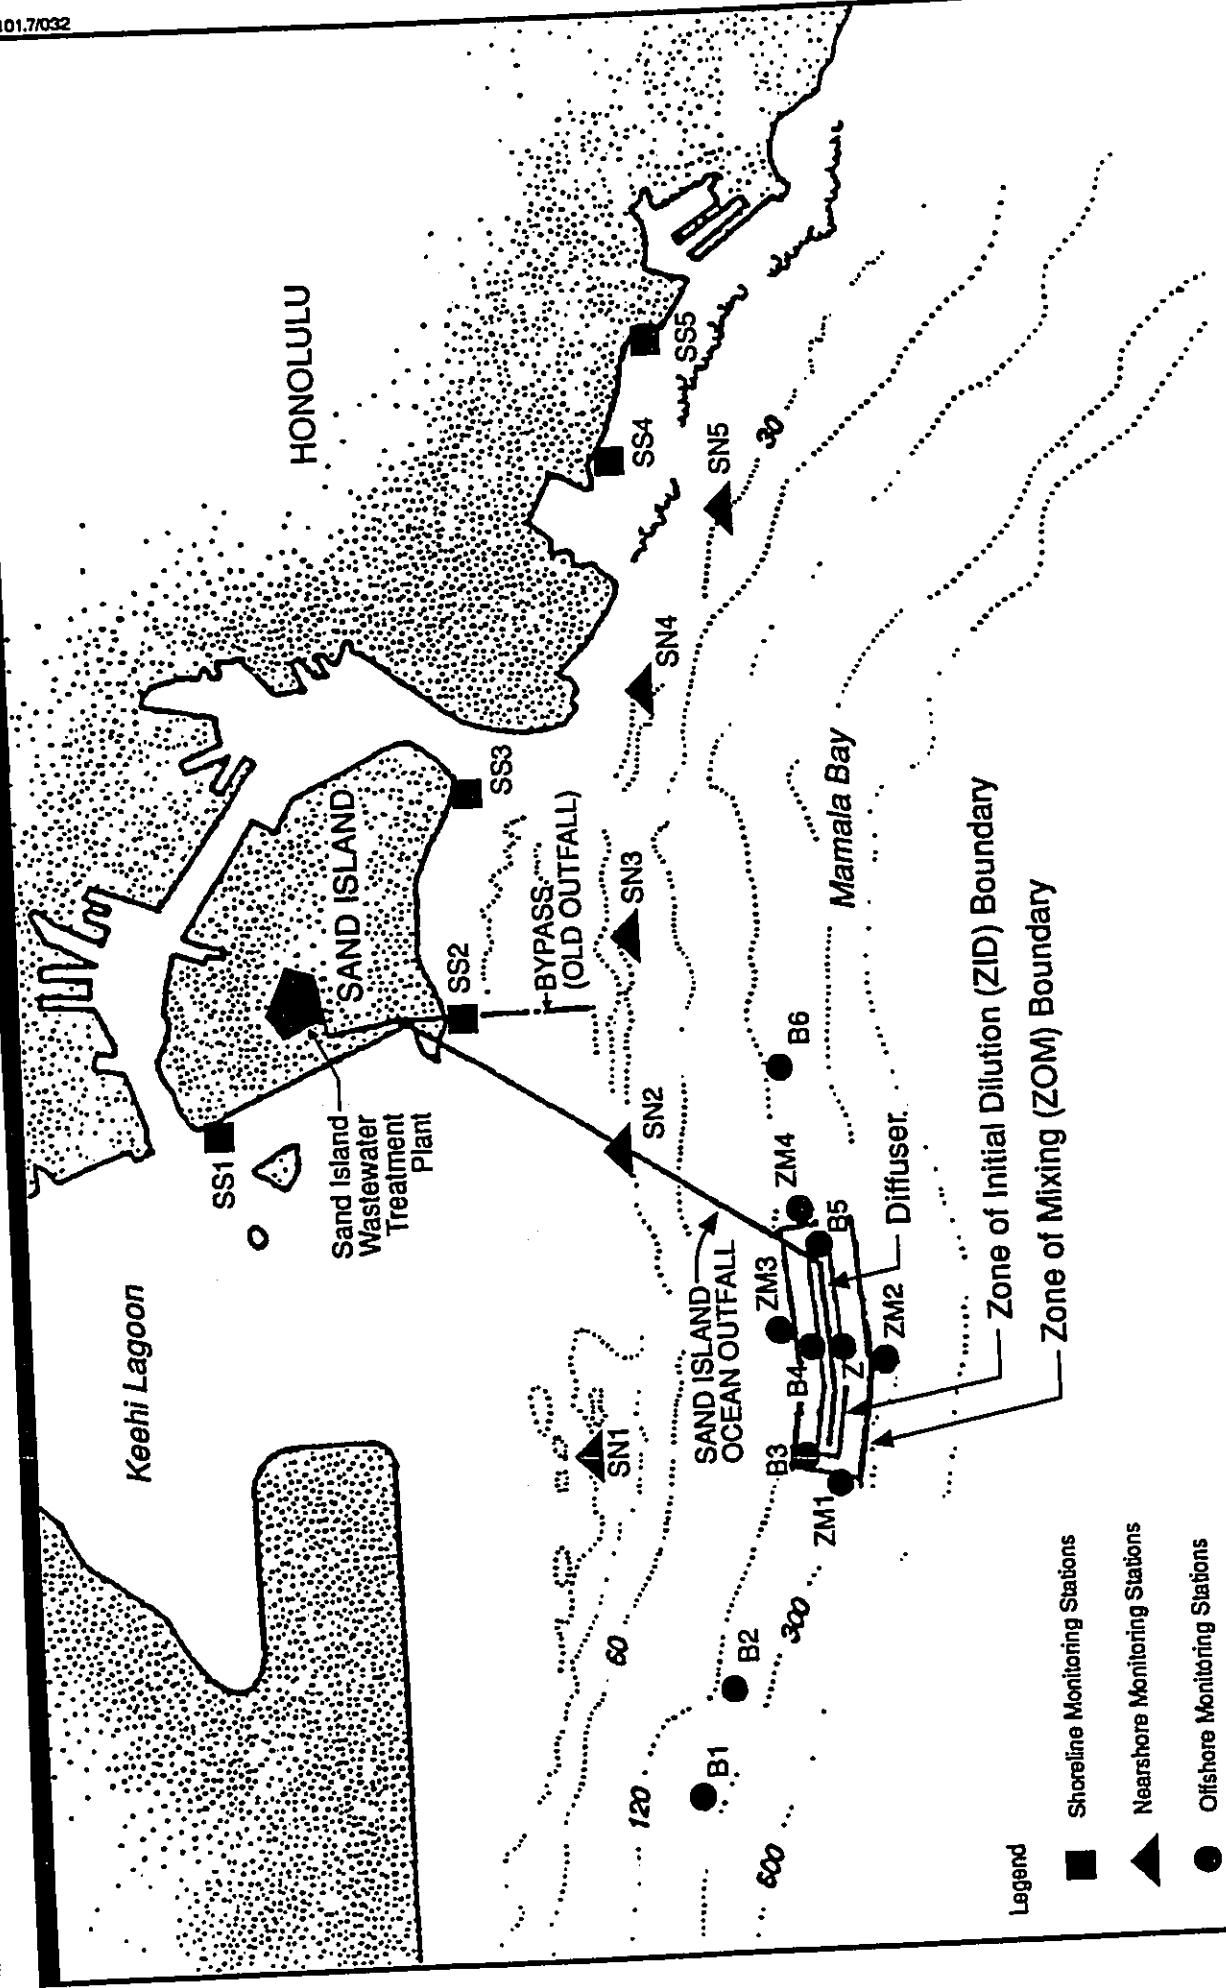 101.7/032
HONOLULU
Keehi Lagoon
SS1
Sand Island
Wastewater
Treatment
Plant
SAND ISLAND
SS2
SS3
SS4
SS5
BYPASS
(OLD OUTFALL)
SN1
SN2
SN3
SN4
SN5
30
60
120
300
600
SAND ISLAND
OCEAN OUTFALL
Mamala Bay
B1
B2
B3
B4
B5
B6
ZM1
ZM2
ZM3
ZM4
Z
Diffuser
Zone of Initial Dilution (ZID) Boundary
Zone of Mixing (ZOM) Boundary
Legend
Shoreline Monitoring Stations
Nearshore Monitoring Stations
Offshore Monitoring Stations